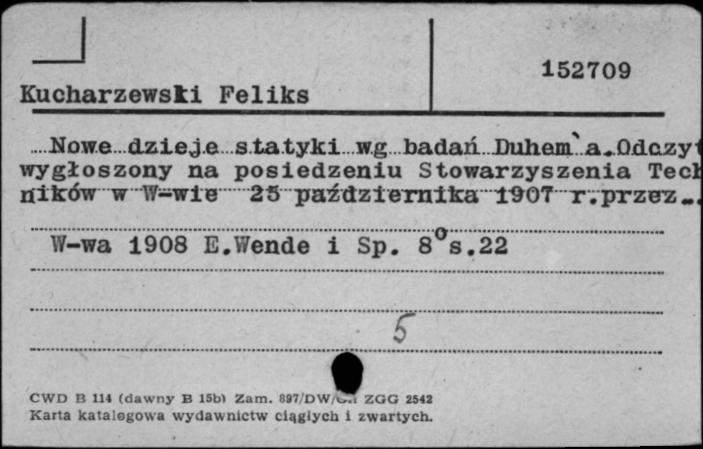 152709
Kucharzewski Feliks
Nowe dzieje statyki wg badań Duhem`a.Odczyt
wygłoszony na posiedzeniu Stowarzyszenia Tech
ników w W-wie 25 października 1907 r.przez..
W-wa 1908 E.Wende i Sp. 8° s.22
5
CWD B 114 (dawny B 15b) Zam. 897/DW/ ZGG 2542
Karta katalogowa wydawnictw ciągłych i zwartych.